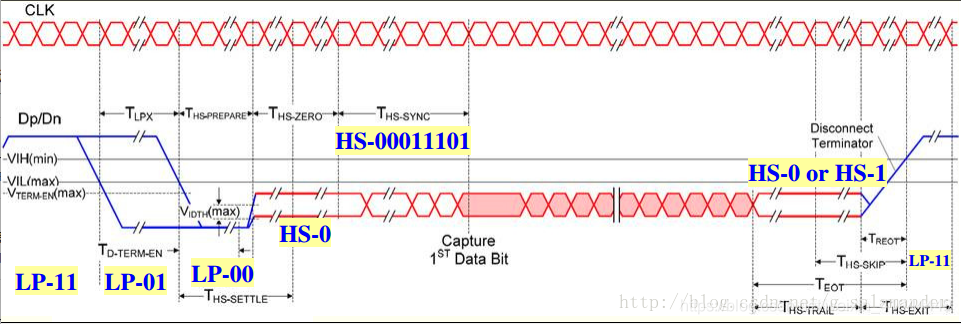 CLK
TLPX
THS-PREPARE
THS-ZERO
THS-SYNC
Dp/Dn
HS-00011101
Disconnect
Terminator
VIH(min)
VIL(max)
VTERM-EN(max)
HS-0 or HS-1
VIDTH(max)
HS-0
Capture
1ST Data Bit
TREOT
TD-TERM-EN
LP-11
LP-01
LP-00
THS-SKIP
LP-11
TEOT
THS-SETTLE
THS-TRAIL
THS-EXIT